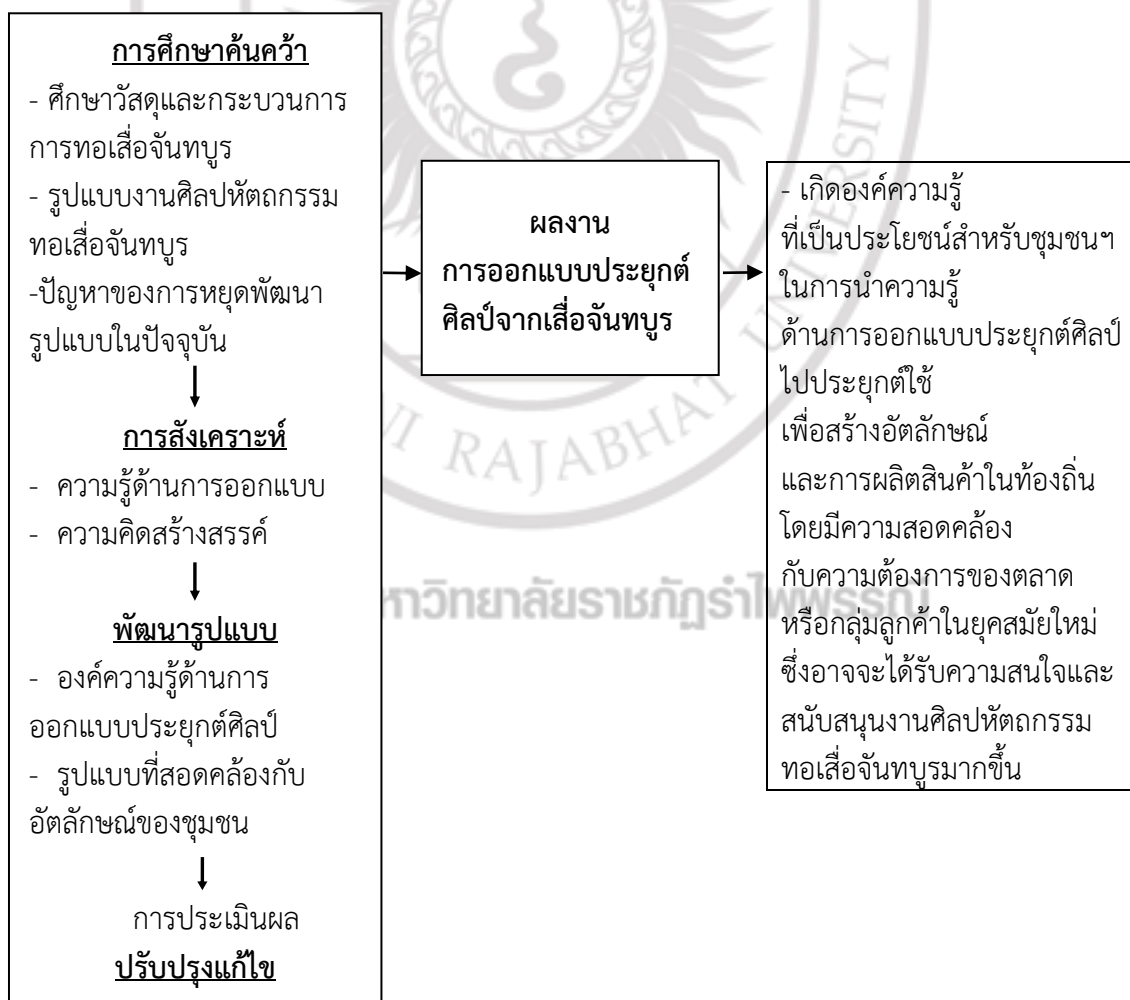 การศึกษาค้นคว้า
- ศึกษาวัสดุและกระบวนการ
การทอเสื่อจันทบูร
- รูปแบบงานศิลปหัตถกรรม
ทอเสื่อจันทบูร
-ปัญหาของการหยุดพัฒนา
รูปแบบในปัจจุบัน
การสังเคราะห์
- ความรู้ด้านการออกแบบ
- ความคิดสร้างสรรค์
พัฒนารูปแบบ
- องค์ความรู้ด้านการ
ออกแบบประยุกต์ศิลป์
- รูปแบบที่สอดคล้องกับ
อัตลักษณ์ของชุมชน
การประเมินผล
ปรับปรุงแก้ไข
ผลงาน
การออกแบบประยุกต์
ศิลป์จากเสื่อจันทบูร
- เกิดองค์ความรู้
ที่เป็นประโยชน์สำหรับชุมชนฯ
ในการนำความรู้
ด้านการออกแบบประยุกต์ศิลป์
ไปประยุกต์ใช้
เพื่อสร้างอัตลักษณ์
และการผลิตสินค้าในท้องถิ่น
โดยมีความสอดคล้อง
กับความต้องการของตลาด
หรือกลุ่มลูกค้าในยุคสมัยใหม่
ซึ่งอาจจะได้รับความสนใจและ
สนับสนุนงานศิลปหัตถกรรม
ทอเสื่อจันทบูรมากขึ้น
RAJABHAT UNIVERSITY